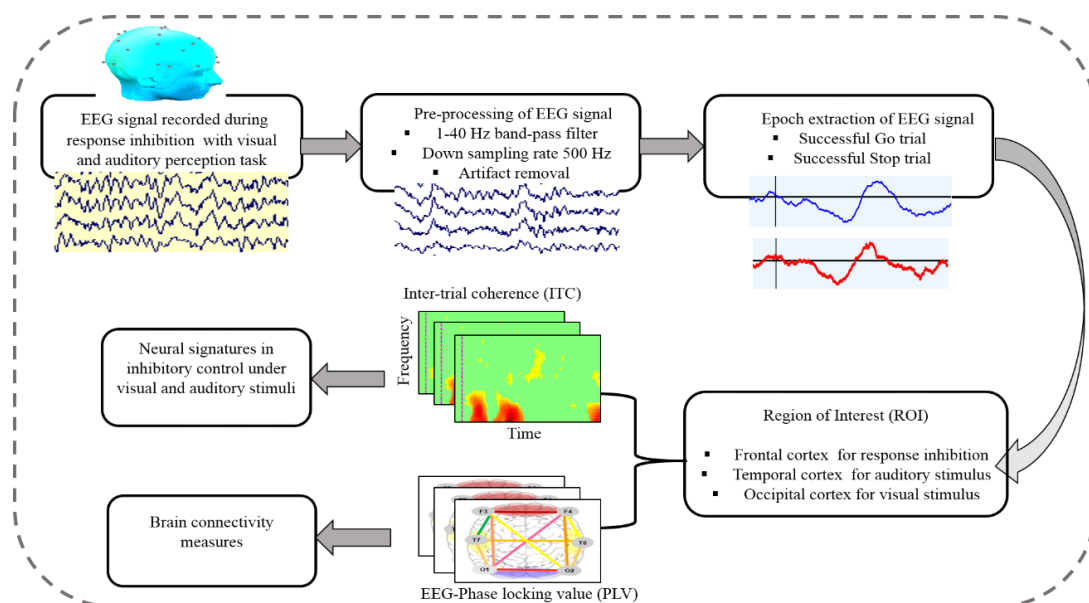 EEG signal recorded during
response inhibition with visual
and auditory perception task
Pre-processing of EEG signal
▪ 1-40 Hz band-pass filter
▪ Down sampling rate 500 Hz
▪ Artifact removal
Epoch extraction of EEG signal
▪ Successful Go trial
▪ Successful Stop trial
Region of Interest (ROI)
▪ Frontal cortex for response inhibition
▪ Temporal cortex for auditory stimulus
▪ Occipital cortex for visual stimulus
Inter-trial coherence (ITC)
Frequency
Time
Neural signatures in
inhibitory control under
visual and auditory stimuli
F3 F4
T7 T8
O1 O2
EEG-Phase locking value (PLV)
Brain connectivity
measures